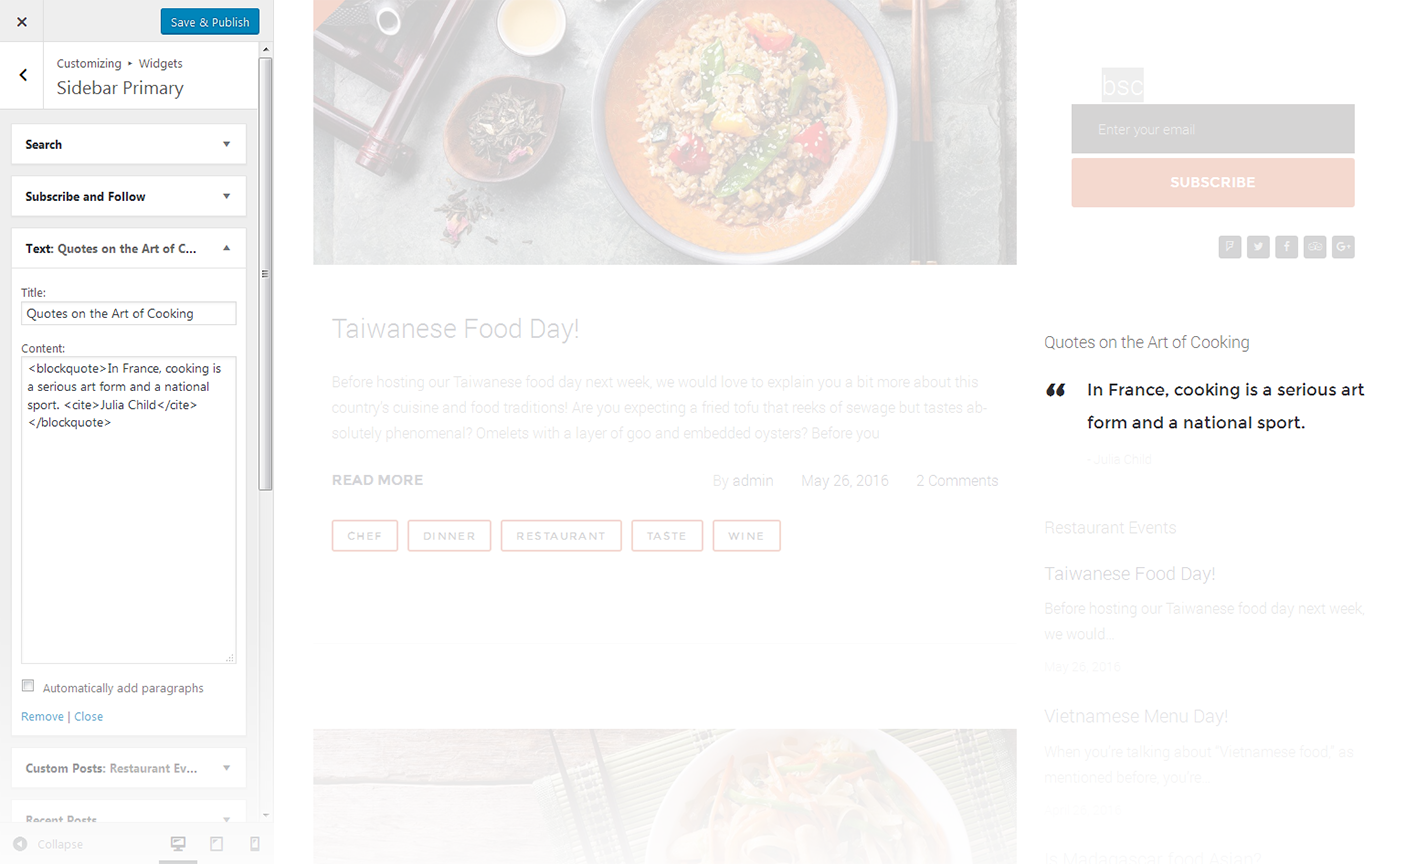 Save & Publish
Customizing ▸ Widgets
Sidebar Primary
Search
Subscribe and Follow
Text: Quotes on the Art of C...
Title:
Quotes on the Art of Cooking
Content:
<blockquote>In France, cooking is
a serious art form and a national
sport. <cite>Julia Child</cite>
</blockquote>
Automatically add paragraphs
Remove | Close
Custom Posts: Restaurant Ev...
Recent Posts
Collapse
Taiwanese Food Day!
Before hosting our Taiwanese food day next week, we would love to explain you a bit more about this
country's cuisine and food traditions! Are you expecting a fried tofu that reeks of sewage but tastes ab-
solutely phenomenal? Omelets with a layer of goo and embedded oysters? Before you
READ MORE
By admin
May 26, 2016
2 Comments
CHEF
DINNER
RESTAURANT
TASTE
WINE
bsc
Enter your email
SUBSCRIBE
Quotes on the Art of Cooking
“ In France, cooking is a serious art
form and a national sport.
- Julia Child
Restaurant Events
Taiwanese Food Day!
Before hosting our Taiwanese food day next week,
we would...
May 26, 2016
Vietnamese Menu Day!
When you're talking about "Vietnamese food," as
mentioned before, you're...
Is Madagascar food Asian?